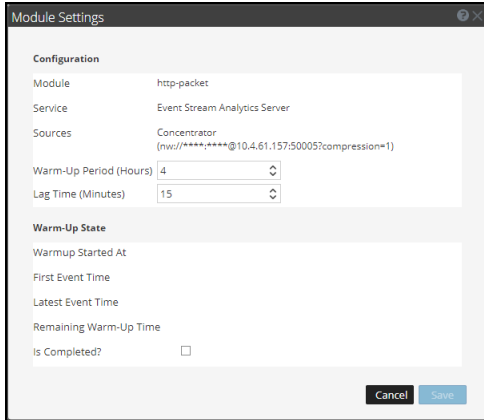 Module Settings
Configuration
Module http-packet
Service Event Stream Analytics Server
Sources Concentrator
(nw://****:****@10.4.61.157:50005?compression=1)
Warm-Up Period (Hours) 4
Lag Time (Minutes) 15
Warm-Up State
Warmup Started At
First Event Time
Latest Event Time
Remaining Warm-Up Time
Is Completed?
Cancel Save